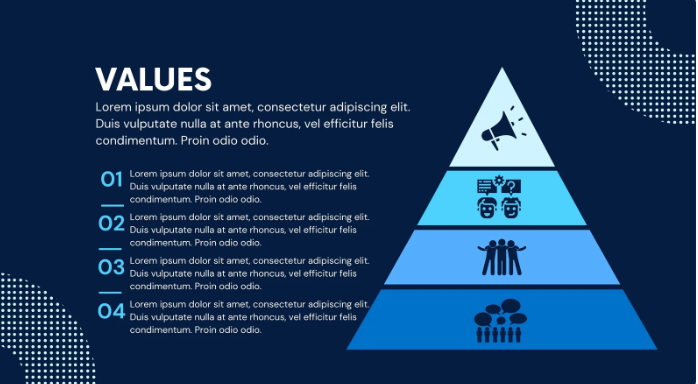 VALUES
Lorem ipsum dolor sit amet, consectetur adipiscing elit.
Duis vulputate nulla at ante rhoncus, vel efficitur felis
condimentum. Proin odio odio.
01
Lorem ipsum dolor sit amet, consectetur adipiscing elit.
Duis vulputate nulla at ante rhoncus, vel efficitur felis
condimentum. Proin odio odio.
02
Lorem ipsum dolor sit amet, consectetur adipiscing elit.
Duis vulputate nulla at ante rhoncus, vel efficitur felis
condimentum. Proin odio odio.
03
Lorem ipsum dolor sit amet, consectetur adipiscing elit.
Duis vulputate nulla at ante rhoncus, vel efficitur felis
condimentum. Proin odio odio.
04
Lorem ipsum dolor sit amet, consectetur adipiscing elit.
Duis vulputate nulla at ante rhoncus, vel efficitur felis
condimentum. Proin odio odio.
?